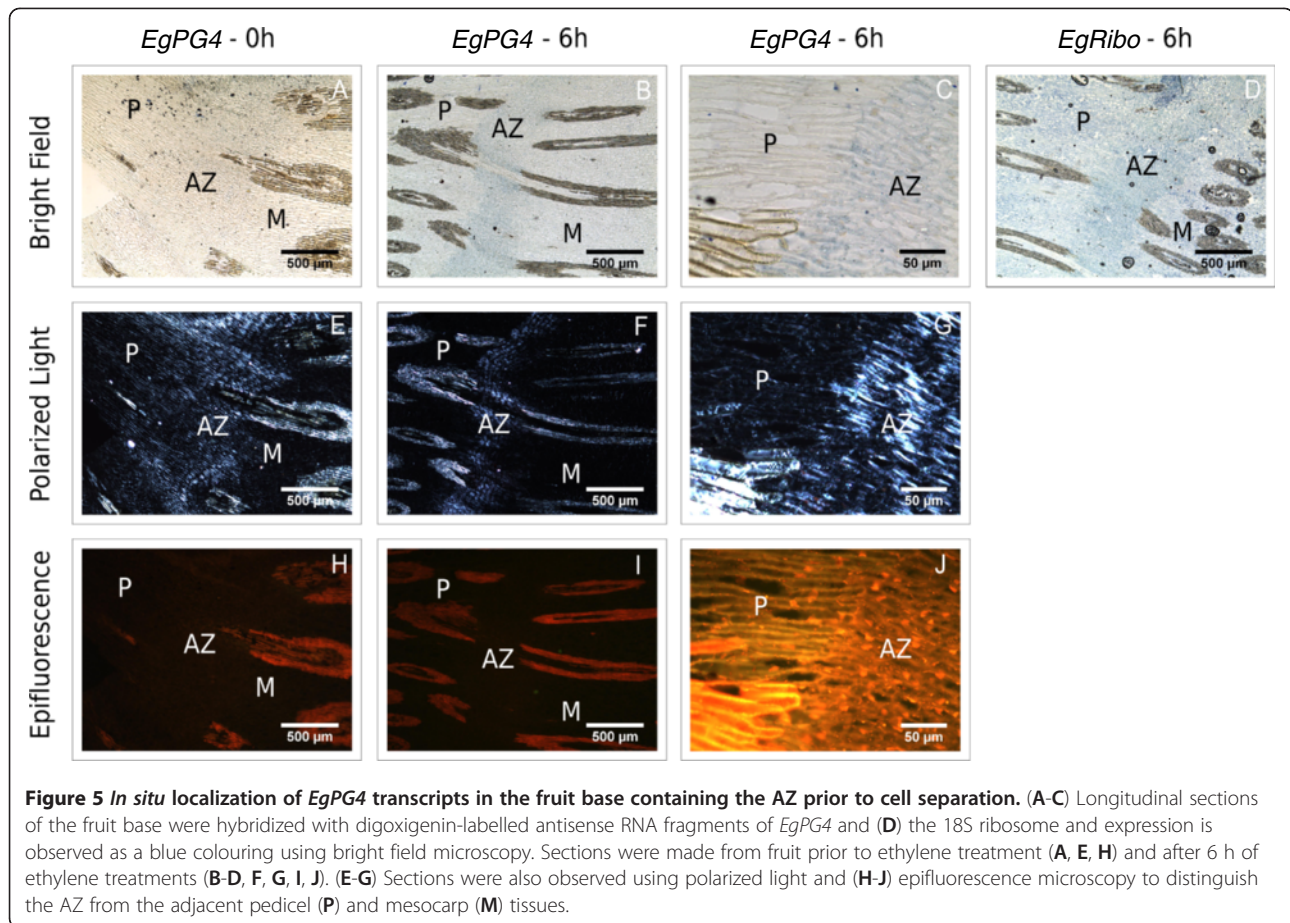 EgPG4 - 0h EgPG4 - 6h EgPG4 - 6h EgRibo - 6h
Bright Field
A P AZ M 500 µm
B P AZ M 500 µm
C P AZ 50 µm
D P AZ M 500 µm
Polarized Light
E P AZ M 500 µm
F P AZ M 500 µm
G P AZ 50 µm
Epifluorescence
H P AZ M 500 µm
I P AZ M 500 µm
J P AZ 50 µm
Figure 5 In situ localization of EgPG4 transcripts in the fruit base containing the AZ prior to cell separation. (A-C) Longitudinal sections
of the fruit base were hybridized with digoxigenin-labelled antisense RNA fragments of EgPG4 and (D) the 18S ribosome and expression is
observed as a blue colouring using bright field microscopy. Sections were made from fruit prior to ethylene treatment (A, E, H) and after 6 h of
ethylene treatments (B-D, F, G, I, J). (E-G) Sections were also observed using polarized light and (H-J) epifluorescence microscopy to distinguish
the AZ from the adjacent pedicel (P) and mesocarp (M) tissues.